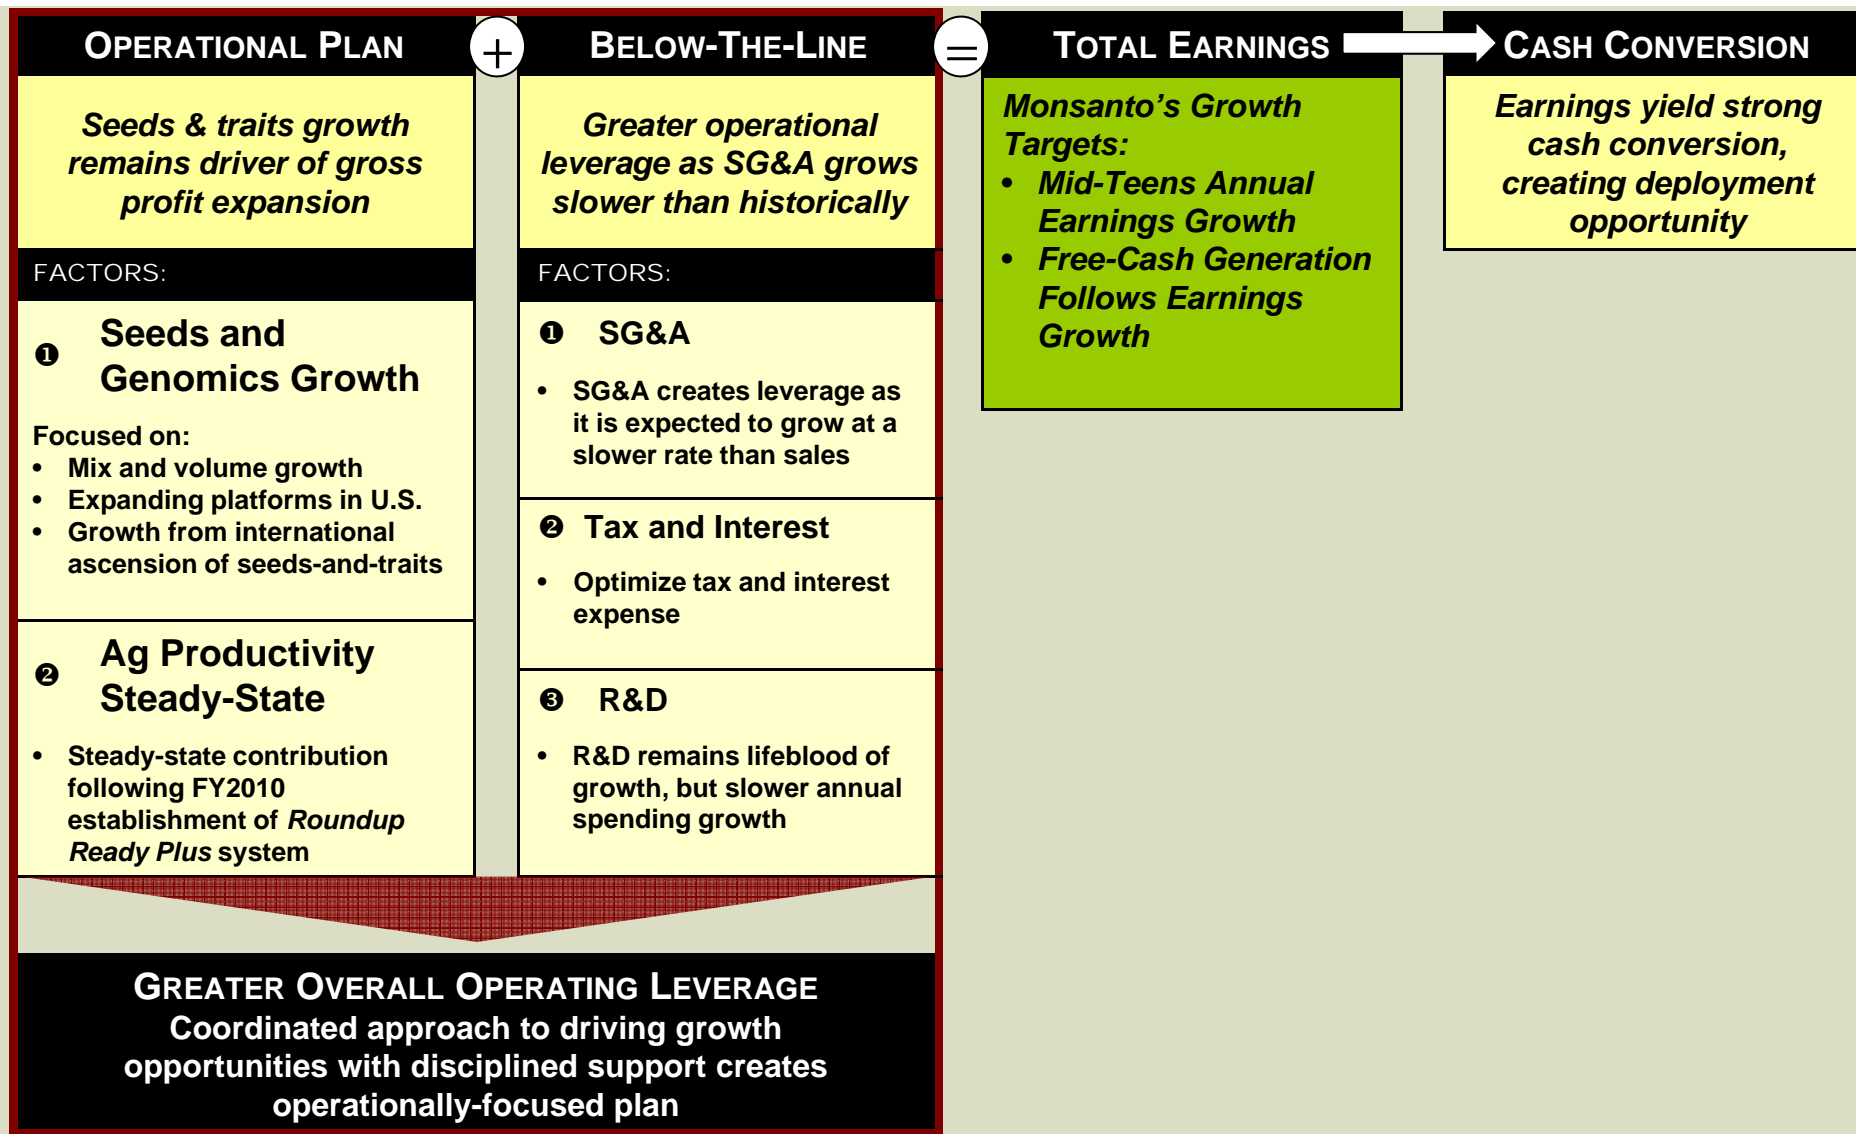 OPERATIONAL PLAN
+
BELOW-THE-LINE
=
TOTAL EARNINGS
CASH CONVERSION
Seeds & traits growth
remains driver of gross
profit expansion
FACTORS:
❶ Seeds and
Genomics Growth
Focused on:
• Mix and volume growth
• Expanding platforms in U.S.
• Growth from international
ascension of seeds-and-traits
❷ Ag Productivity
Steady-State
• Steady-state contribution
following FY2010
establishment of Roundup
Ready Plus system
Greater operational
leverage as SG&A grows
slower than historically
FACTORS:
❶ SG&A
• SG&A creates leverage as
it is expected to grow at a
slower rate than sales
❷ Tax and Interest
• Optimize tax and interest
expense
❸ R&D
• R&D remains lifeblood of
growth, but slower annual
spending growth
Monsanto’s Growth
Targets:
• Mid-Teens Annual
Earnings Growth
• Free-Cash Generation
Follows Earnings
Growth
Earnings yield strong
cash conversion,
creating deployment
opportunity
GREATER OVERALL OPERATING LEVERAGE
Coordinated approach to driving growth
opportunities with disciplined support creates
operationally-focused plan